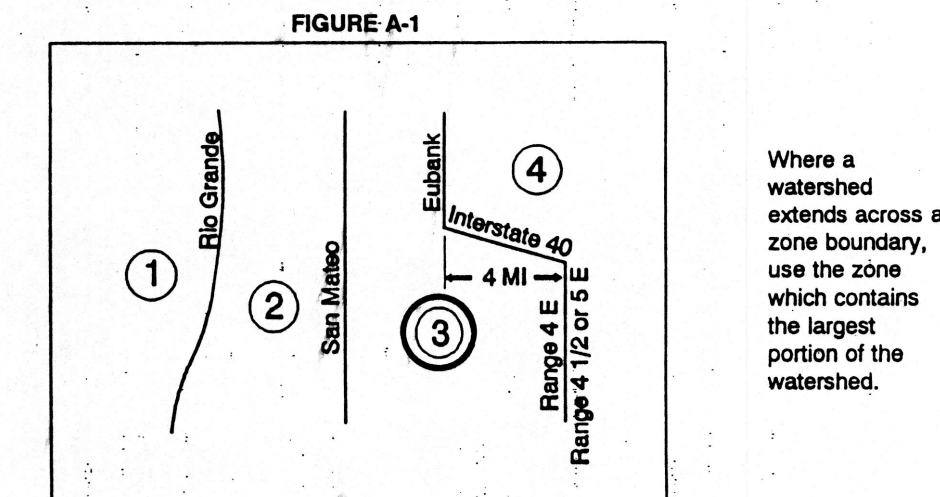 FIGURE A-1
Rio Grande
Eubank
4
Interstate 40
1
2
San Mateo
4 MI
3
Range 4 E
Range 4 1/2 or 5 E
Where a
watershed
extends across a
zone boundary,
use the zone
which contains
the largest
portion of the
watershed.